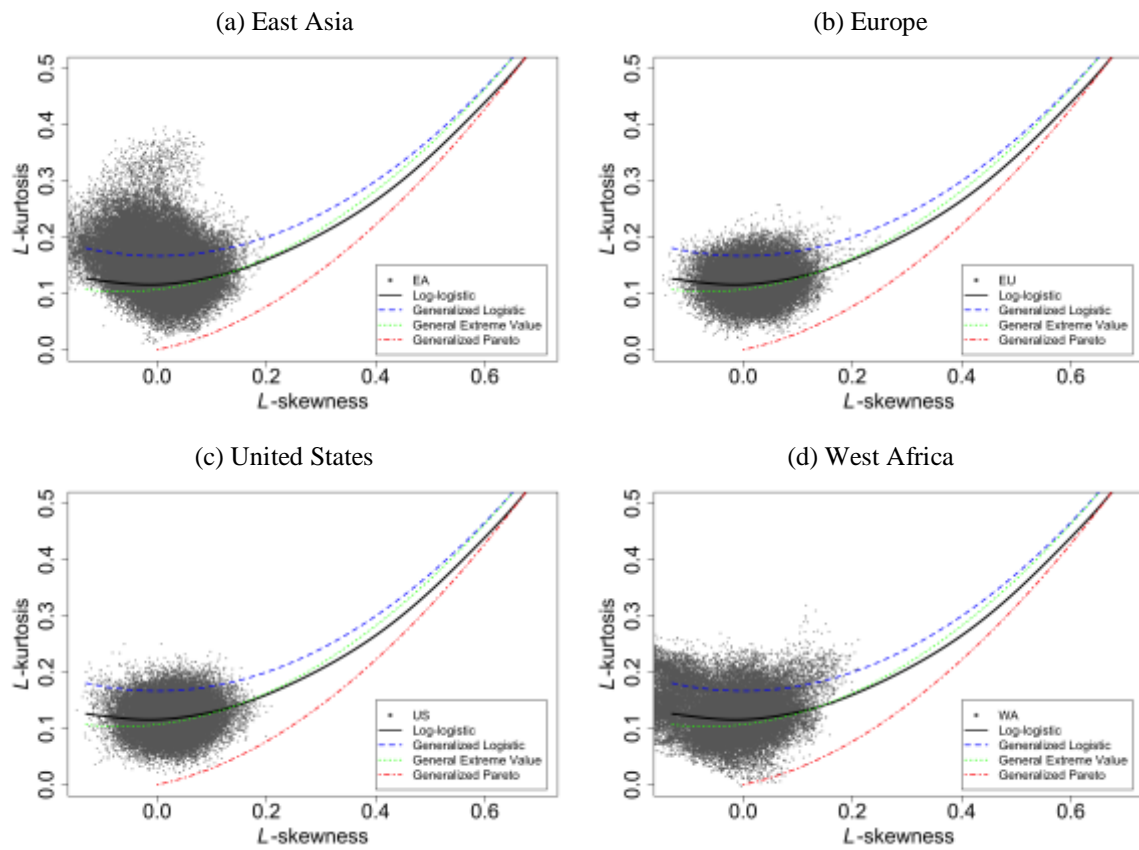 (a) East Asia
(b) Europe
L-kurtosis
0.0 0.1 0.2 0.3 0.4 0.5
EA
Log-logistic
Generalized Logistic
General Extreme Value
Generalized Pareto
0.0 0.2 0.4 0.6
L-skewness
L-kurtosis
0.0 0.1 0.2 0.3 0.4 0.5
EU
Log-logistic
Generalized Logistic
General Extreme Value
Generalized Pareto
0.0 0.2 0.4 0.6
L-skewness
(c) United States
(d) West Africa
L-kurtosis
0.0 0.1 0.2 0.3 0.4 0.5
US
Log-logistic
Generalized Logistic
General Extreme Value
Generalized Pareto
0.0 0.2 0.4 0.6
L-skewness
L-kurtosis
0.0 0.1 0.2 0.3 0.4 0.5
WA
Log-logistic
Generalized Logistic
General Extreme Value
Generalized Pareto
0.0 0.2 0.4 0.6
L-skewness